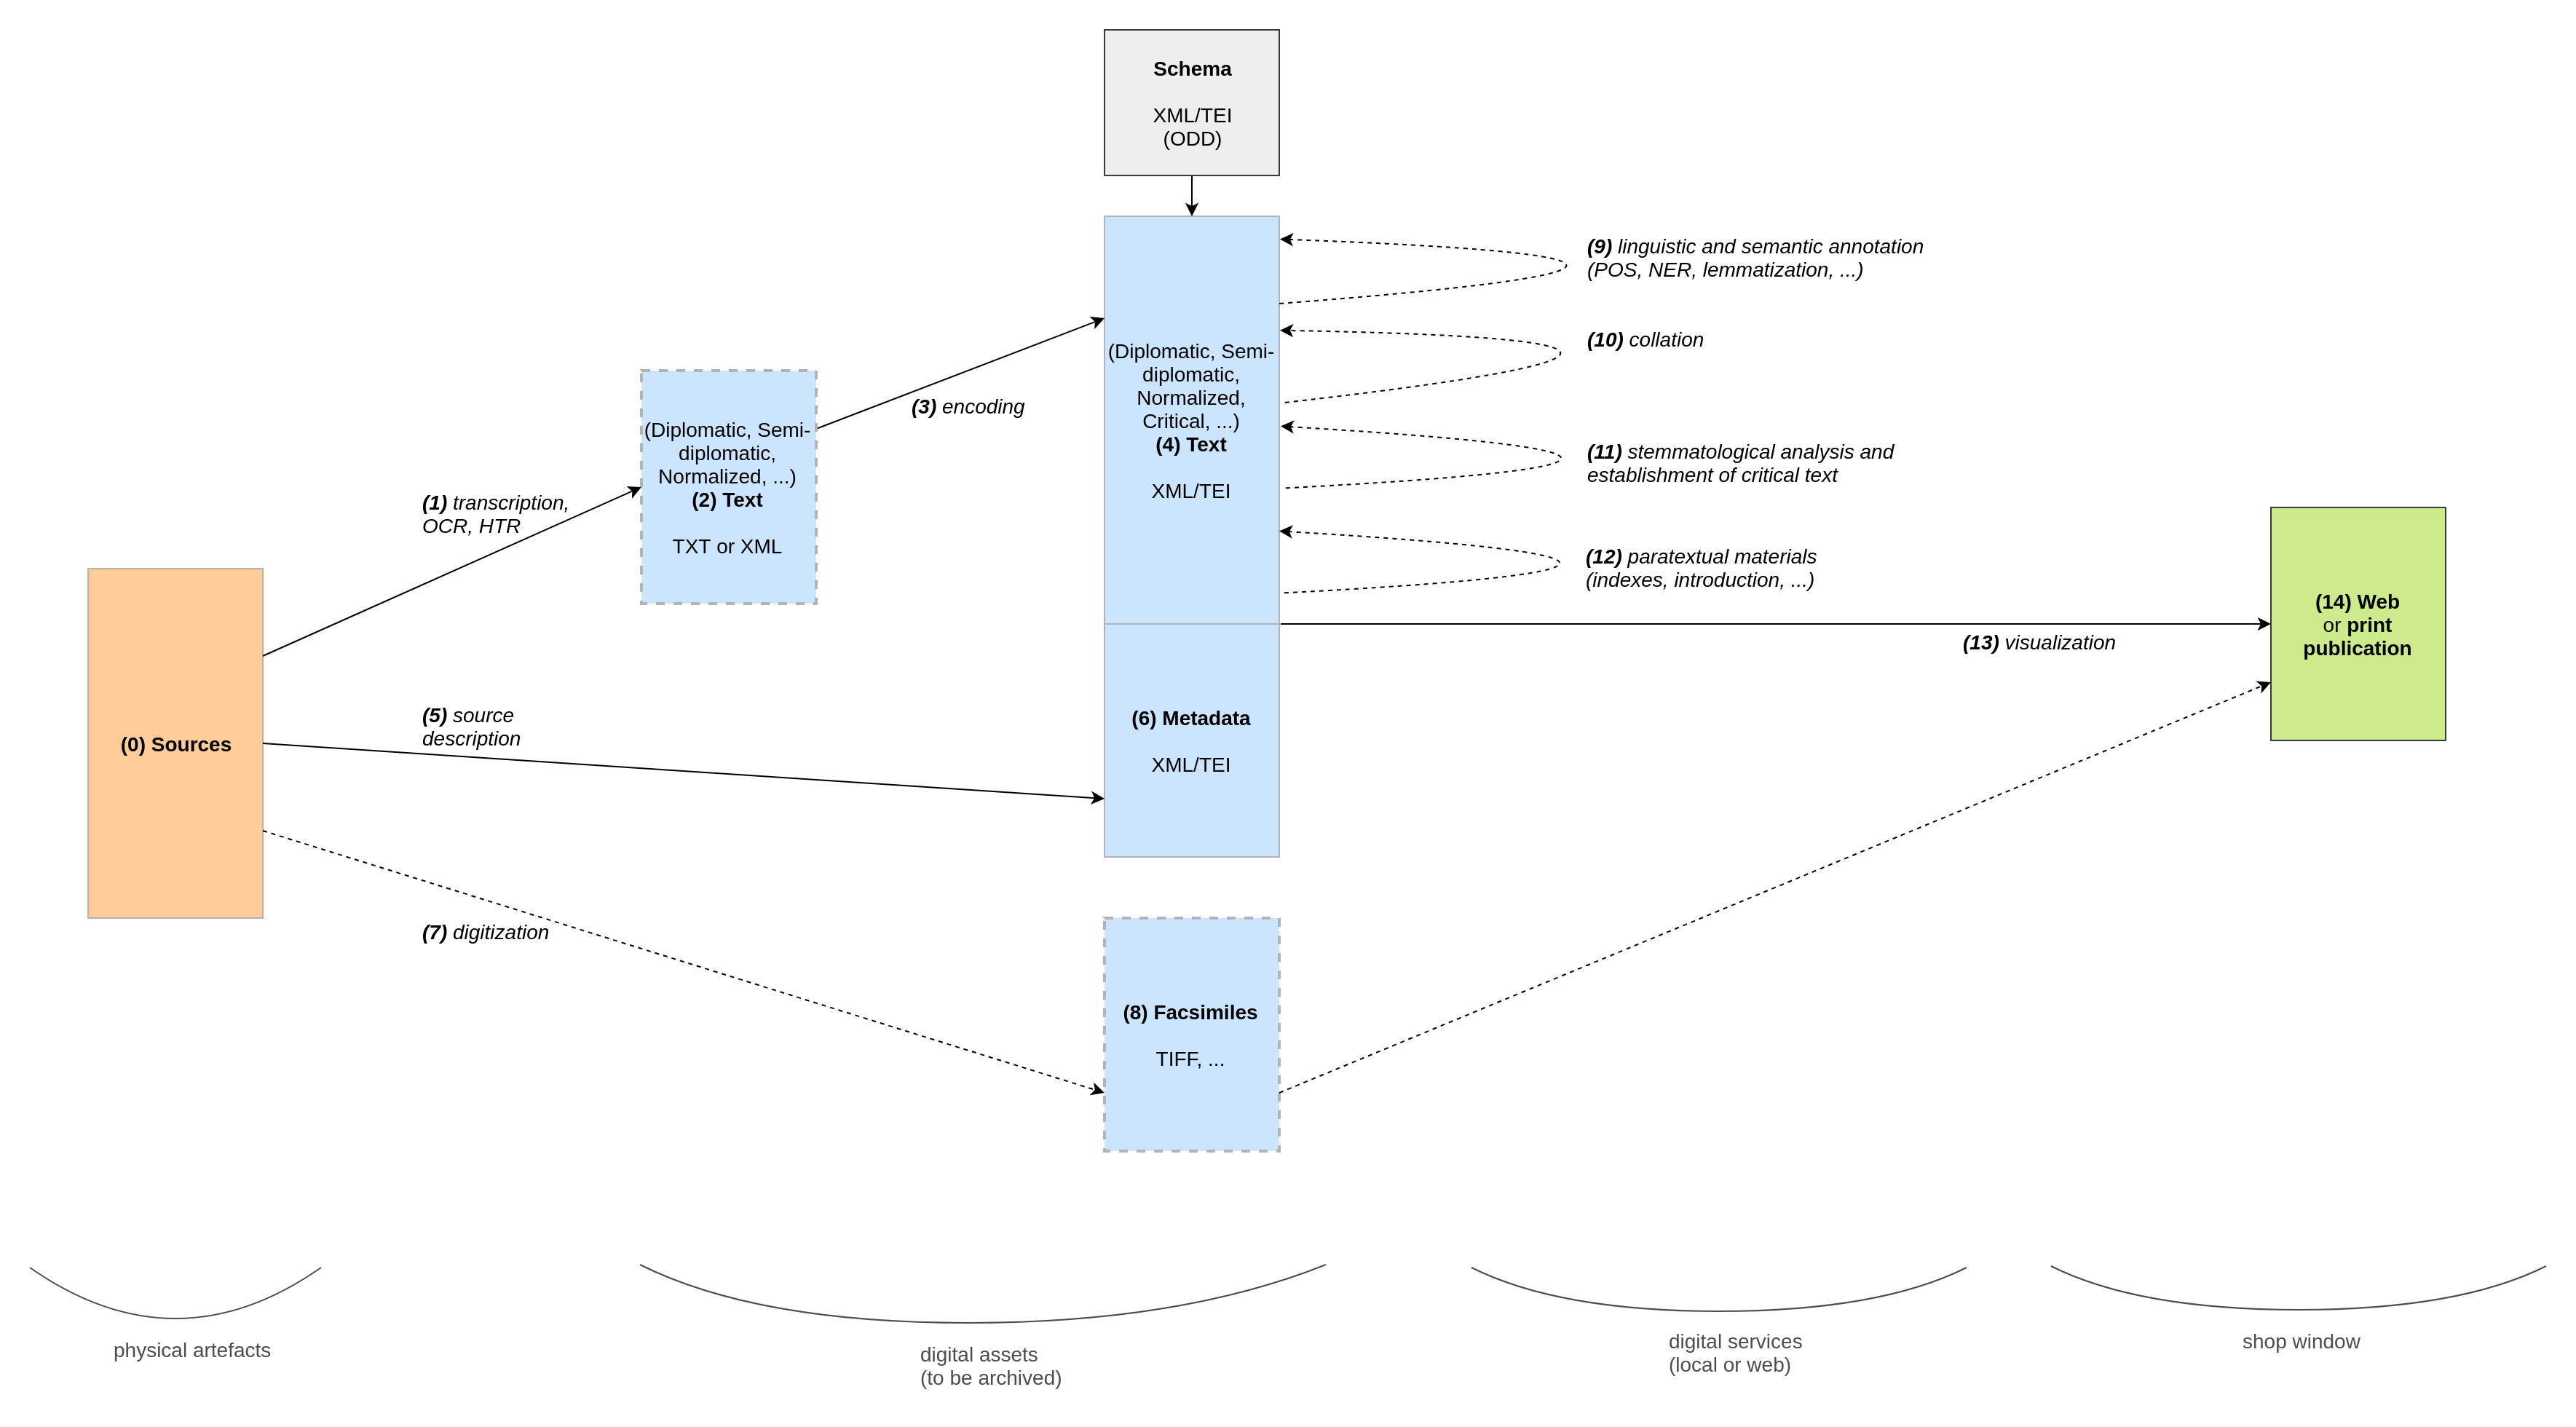 Schema
XML/TEI
(ODD)
(9) linguistic and semantic annotation
(POS, NER, lemmatization, ...)
(10) collation
(Diplomatic, Semi-
diplomatic,
Normalized,
Critical, ...)
(4) Text
XML/TEI
(3) encoding
(Diplomatic, Semi-
diplomatic,
Normalized, ...)
(2) Text
TXT or XML
(11) stemmatological analysis and
establishment of critical text
(1) transcription,
OCR, HTR
(12) paratextual materials
(indexes, introduction, ...)
(14) Web
or print
publication
(13) visualization
(0) Sources
(5) source
description
(6) Metadata
XML/TEI
(7) digitization
(8) Facsimiles
TIFF, ...
physical artefacts
digital assets
(to be archived)
digital services
(local or web)
shop window